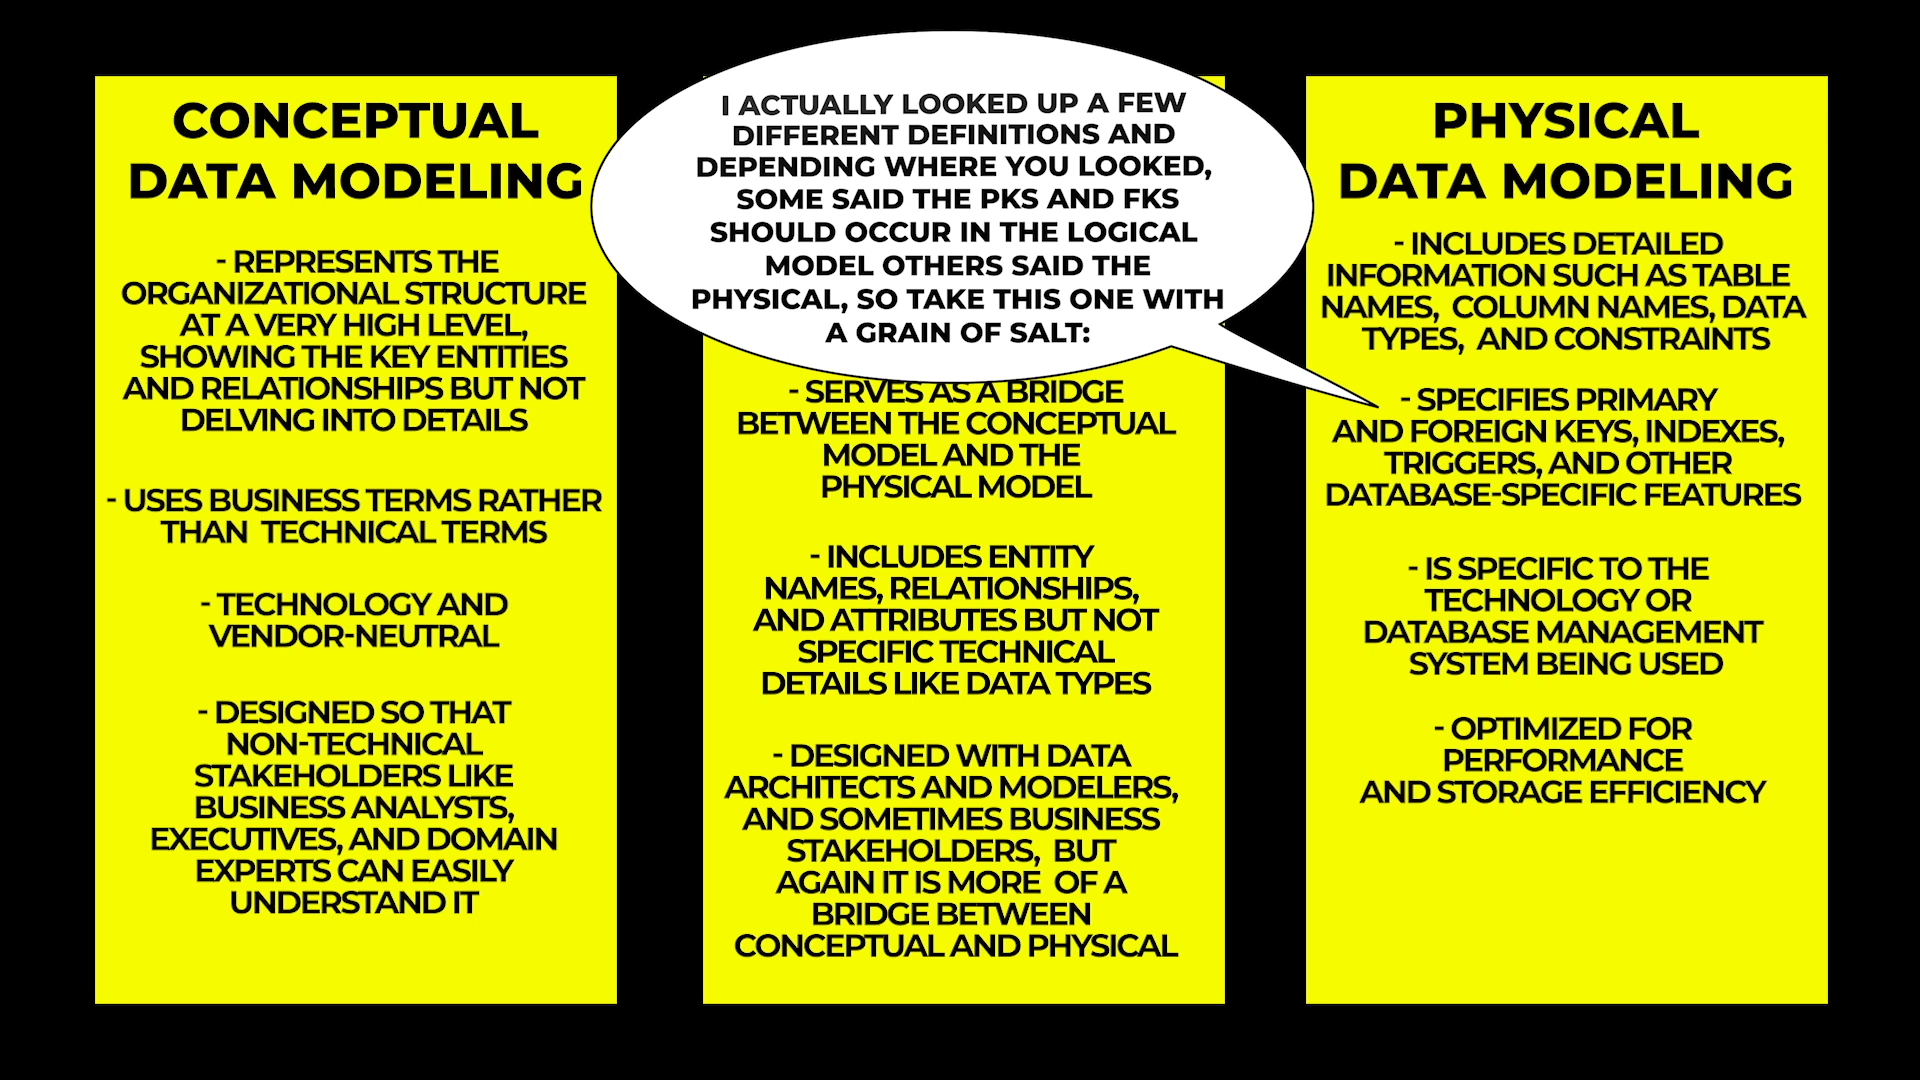 CONCEPTUAL
DATA MODELING
- REPRESENTS THE
ORGANIZATIONAL STRUCTURE
AT A VERY HIGH LEVEL,
SHOWING THE KEY ENTITIES
AND RELATIONSHIPS BUT NOT
DELVING INTO DETAILS
- USES BUSINESS TERMS RATHER
THAN TECHNICAL TERMS
- TECHNOLOGY AND
VENDOR-NEUTRAL
- DESIGNED SO THAT
NON-TECHNICAL
STAKEHOLDERS LIKE
BUSINESS ANALYSTS,
EXECUTIVES, AND DOMAIN
EXPERTS CAN EASILY
UNDERSTAND IT
I ACTUALLY LOOKED UP A FEW
DIFFERENT DEFINITIONS AND
DEPENDING WHERE YOU LOOKED,
SOME SAID THE PKS AND FKS
SHOULD OCCUR IN THE LOGICAL
MODEL OTHERS SAID THE
PHYSICAL, SO TAKE THIS ONE WITH
A GRAIN OF SALT:
- SERVES AS A BRIDGE
BETWEEN THE CONCEPTUAL
MODEL AND THE
PHYSICAL MODEL
- INCLUDES ENTITY
NAMES, RELATIONSHIPS,
AND ATTRIBUTES BUT NOT
SPECIFIC TECHNICAL
DETAILS LIKE DATA TYPES
- DESIGNED WITH DATA
ARCHITECTS AND MODELERS,
AND SOMETIMES BUSINESS
STAKEHOLDERS, BUT
AGAIN IT IS MORE OF A
BRIDGE BETWEEN
CONCEPTUAL AND PHYSICAL
PHYSICAL
DATA MODELING
- INCLUDES DETAILED
INFORMATION SUCH AS TABLE
NAMES, COLUMN NAMES, DATA
TYPES, AND CONSTRAINTS
- SPECIFIES PRIMARY
AND FOREIGN KEYS, INDEXES,
TRIGGERS, AND OTHER
DATABASE-SPECIFIC FEATURES
- IS SPECIFIC TO THE
TECHNOLOGY OR
DATABASE MANAGEMENT
SYSTEM BEING USED
- OPTIMIZED FOR
PERFORMANCE
AND STORAGE EFFICIENCY